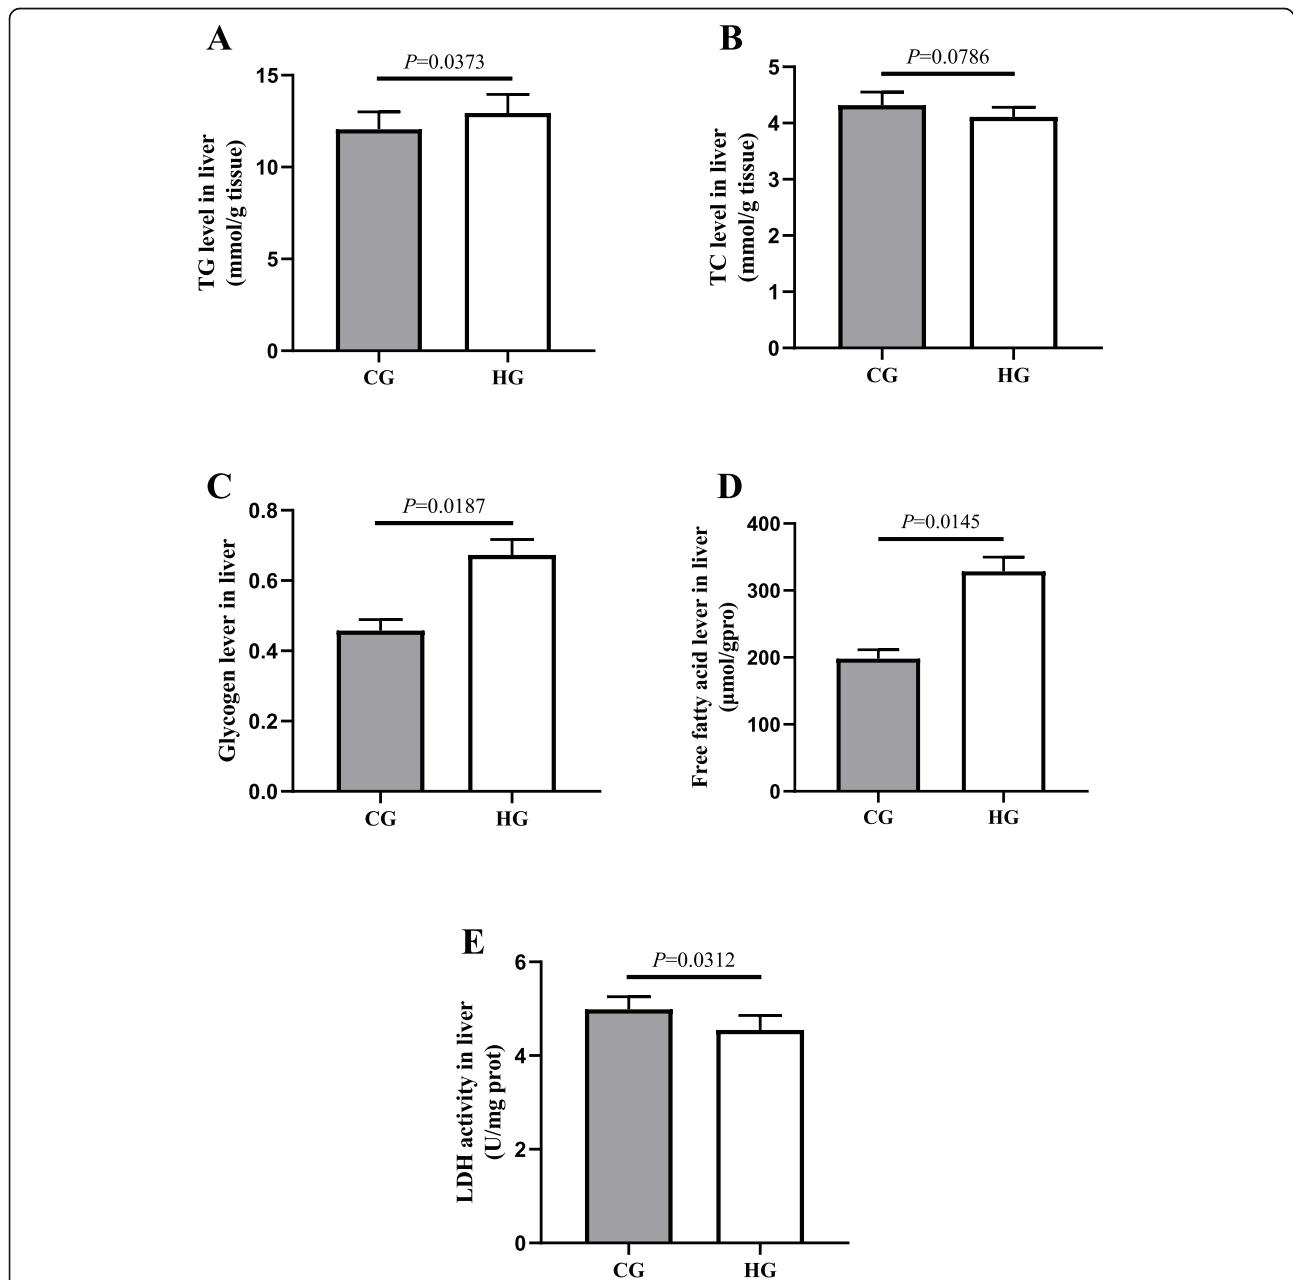 A
P=0.0373
TG level in liver
(mmol/g tissue)
15
10
5
0
CG
HG
B
P=0.0786
TC level in liver
(mmol/g tissue)
5
4
3
2
1
0
CG
HG
C
P=0.0187
Glycogen lever in liver
0.8
0.6
0.4
0.2
0.0
CG
HG
D
P=0.0145
Free fatty acid lever in liver
(μmol/gpro)
400
300
200
100
0
CG
HG
E
P=0.0312
LDH activity in liver
(U/mg prot)
6
4
2
0
CG
HG